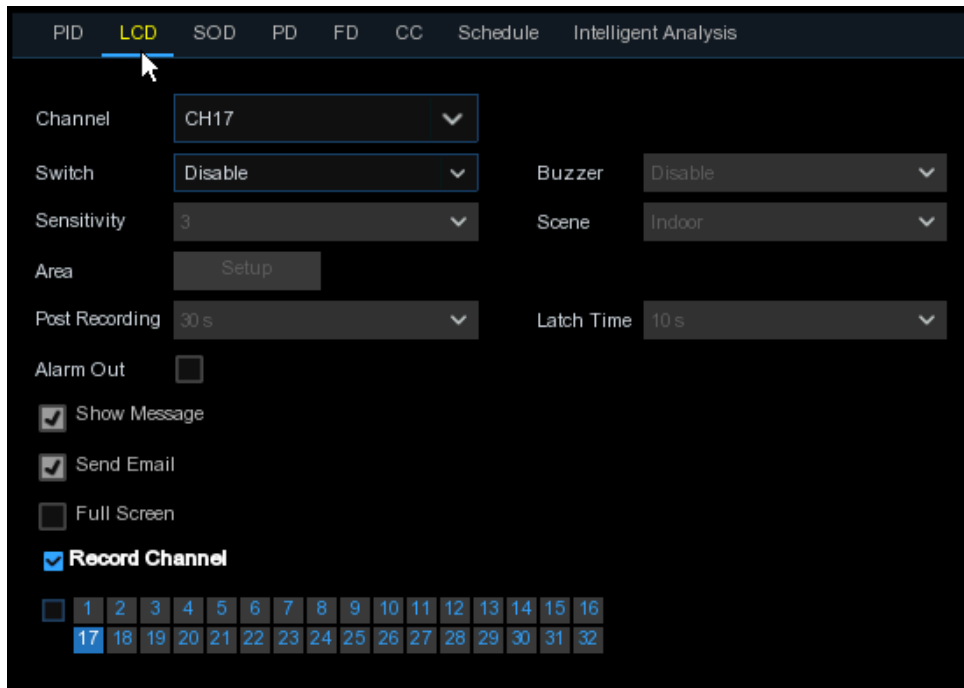 PID LCD SOD PD FD CC Schedule Intelligent Analysis
Channel CH17
Switch Disable Buzzer Disable
Sensitivity 3 Scene Indoor
Area Setup
Post Recording 30 s Latch Time 10 s
Alarm Out
Show Message
Send Email
Full Screen
Record Channel
1 2 3 4 5 6 7 8 9 10 11 12 13 14 15 16
17 18 19 20 21 22 23 24 25 26 27 28 29 30 31 32